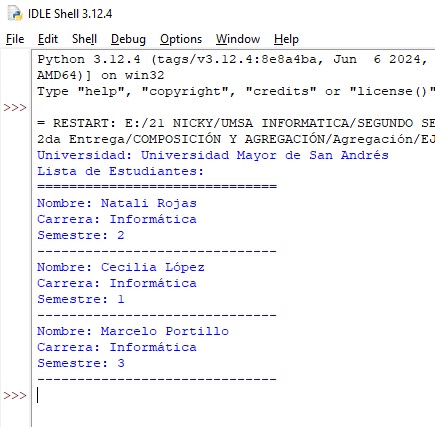 IDLE Shell 3.12.4
File Edit Shell Debug Options Window Help
Python 3.12.4 (tags/v3.12.4:8e8a4ba, Jun  6 2024,
AMD64)] on win32
Type "help", "copyright", "credits" or "license()"
>>>
= RESTART: E:/21 NICKY/UMSA INFORMATICA/SEGUNDO SE
2da Entrega/COMPOSICIÓN Y AGREGACIÓN/Agregación/EJ
Universidad: Universidad Mayor de San Andrés
Lista de Estudiantes:
==============================
Nombre: Natali Rojas
Carrera: Informática
Semestre: 2
------------------------------
Nombre: Cecilia López
Carrera: Informática
Semestre: 1
------------------------------
Nombre: Marcelo Portillo
Carrera: Informática
Semestre: 3
------------------------------
>>>